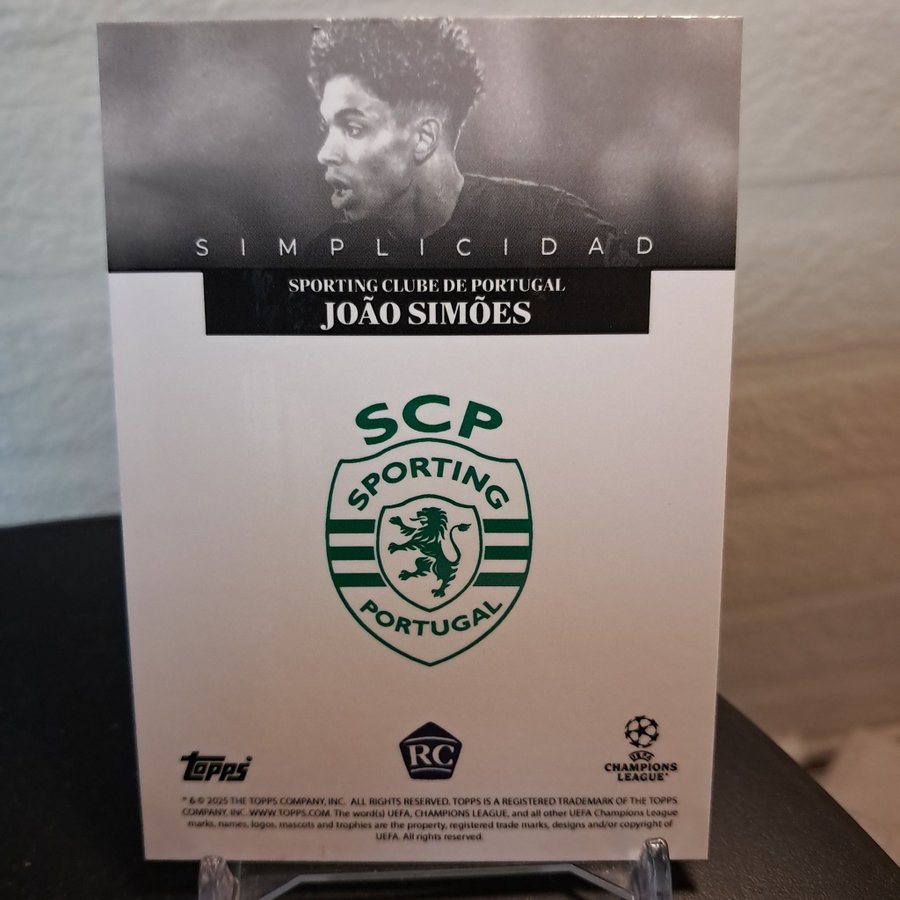 SIMPLICIDAD
SPORTING CLUBE DE PORTUGAL
JOÃO SIMÕES
SCP
SPORTING
PORTUGAL
topps
RC
UEFA
CHAMPIONS
LEAGUE
* & © 2025 THE TOPPS COMPANY, INC. ALL RIGHTS RESERVED. TOPPS IS A REGISTERED TRADEMARK OF THE TOPPS
COMPANY, INC. WWW.TOPPS.COM. The word(s) UEFA, CHAMPIONS LEAGUE, and all other UEFA Champions League
marks, names, logos, mascots and trophies are the property, registered trade marks, designs and/or copyright of
UEFA. All rights reserved.